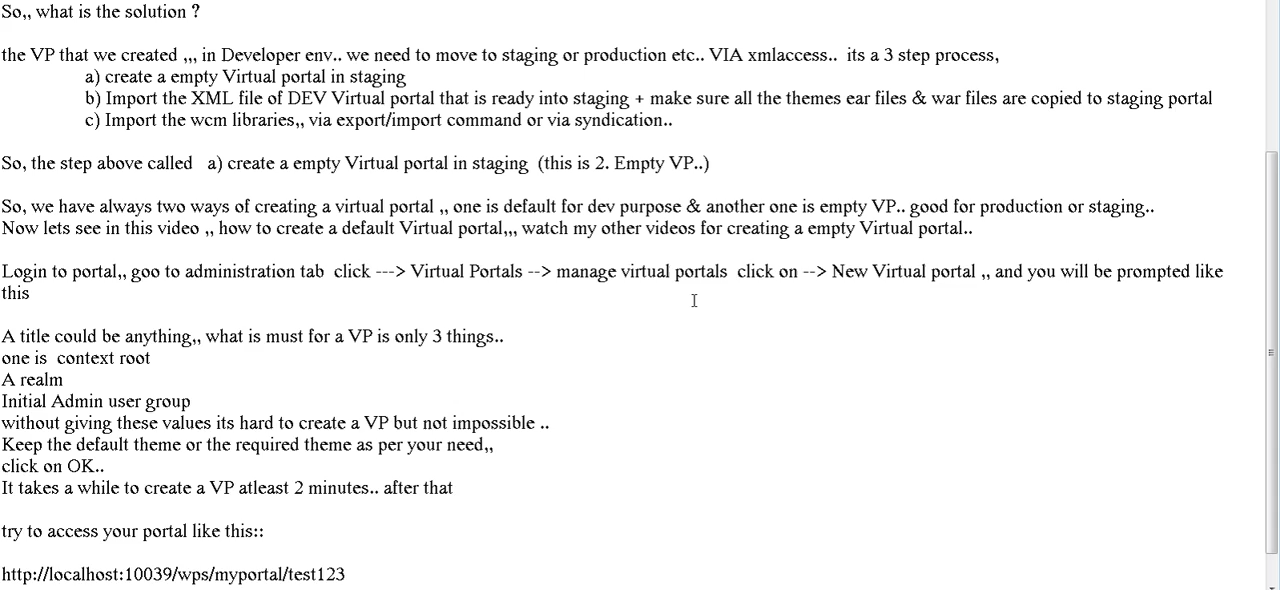 So,, what is the solution ?
the VP that we created ,,, in Developer env.. we need to move to staging or production etc.. VIA xmlaccess..  its a 3 step process,
a) create a empty Virtual portal in staging
b) Import the XML file of DEV Virtual portal that is ready into staging + make sure all the themes ear files & war files are copied to staging portal
c) Import the wcm libraries,, via export/import command or via syndication..
So, the step above called   a) create a empty Virtual portal in staging  (this is 2. Empty VP..)
So, we have always two ways of creating a virtual portal ,, one is default for dev purpose & another one is empty VP.. good for production or staging..
Now lets see in this video ,, how to create a default Virtual portal,,, watch my other videos for creating a empty Virtual portal..
Login to portal,, goo to administration tab  click ---> Virtual Portals --> manage virtual portals  click on --> New Virtual portal ,, and you will be prompted like
this
A title could be anything,, what is must for a VP is only 3 things..
one is  context root
A realm
Initial Admin user group
without giving these values its hard to create a VP but not impossible ..
Keep the default theme or the required theme as per your need,,
click on OK..
It takes a while to create a VP atleast 2 minutes.. after that
try to access your portal like this::
http://localhost:10039/wps/myportal/test123